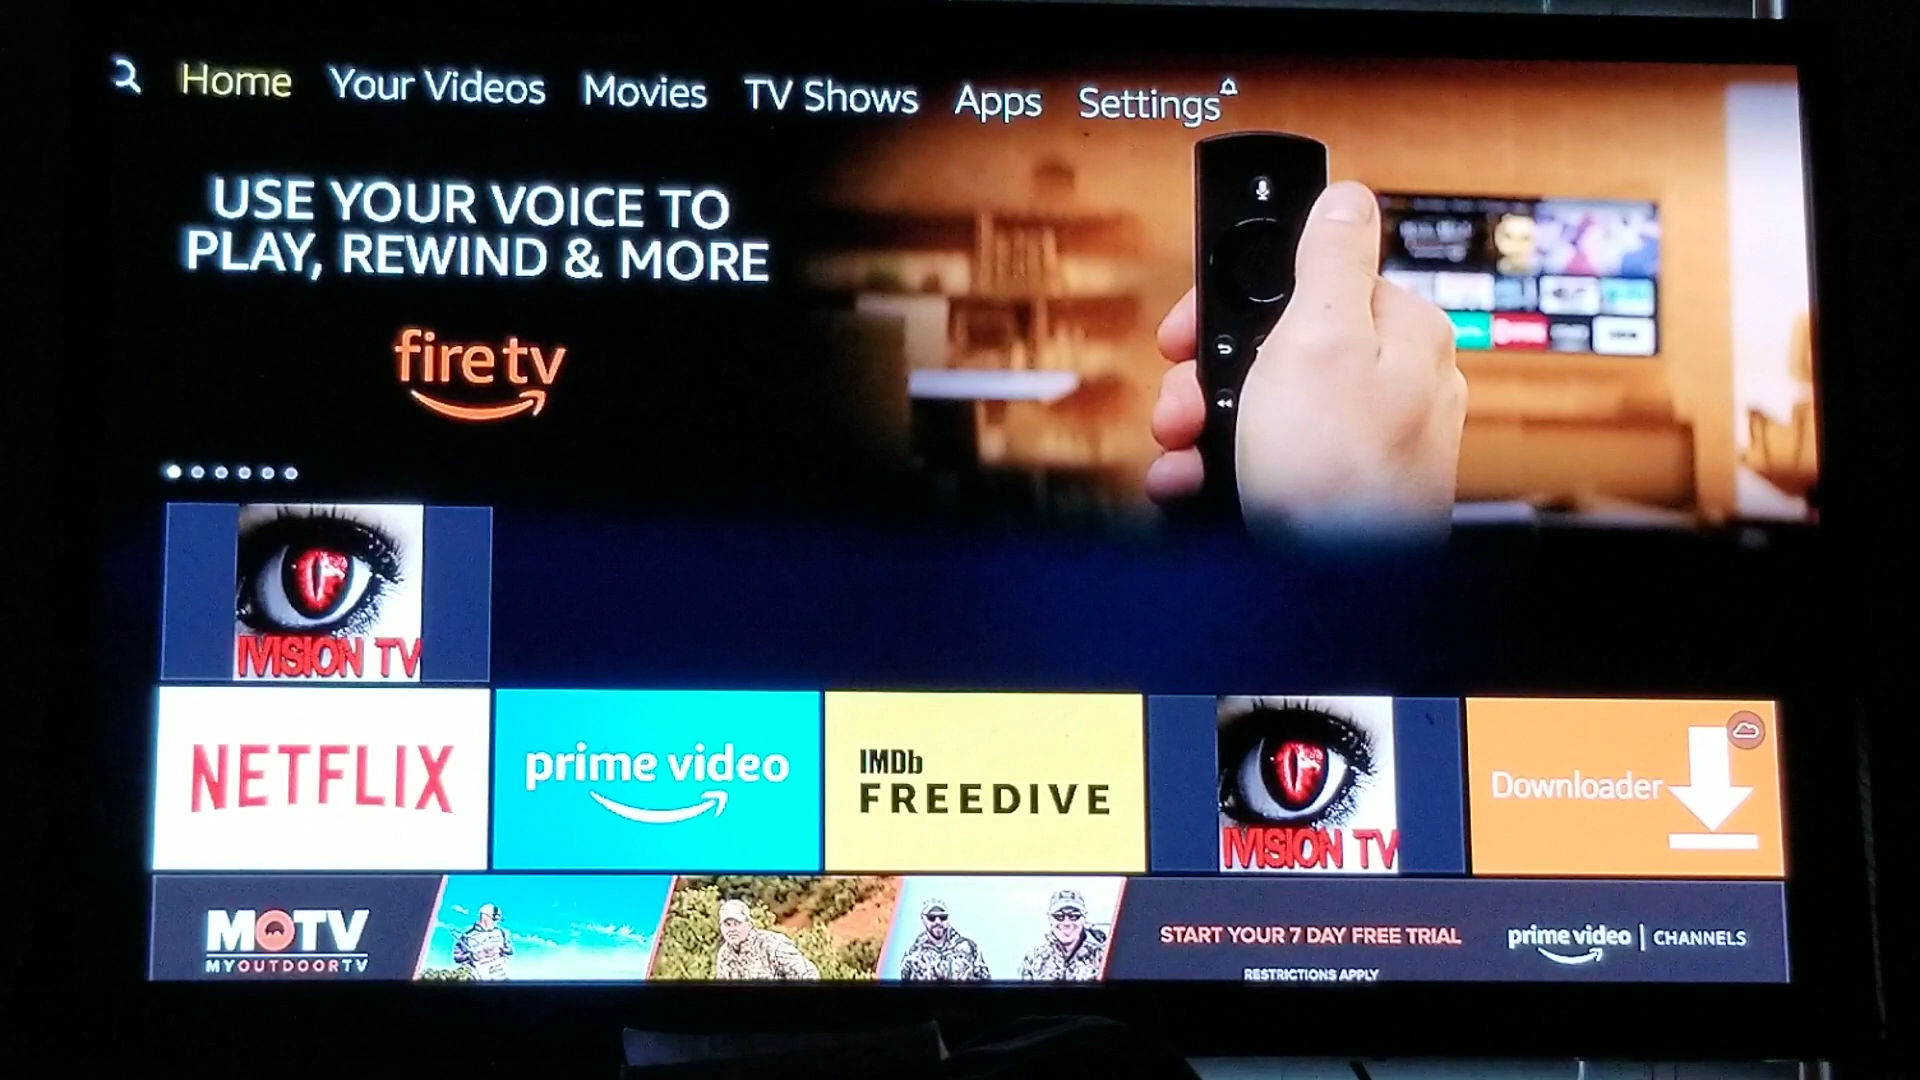 Home Your Videos Movies TV Shows Apps Settings
USE YOUR VOICE TO
PLAY, REWIND & MORE
fire tv
IVISION TV
NETFLIX
prime video
IMDb
FREEDIVE
IVISION TV
Downloader
MOTV
MYOUTDOORTV
START YOUR 7 DAY FREE TRIAL
RESTRICTIONS APPLY
prime video | CHANNELS